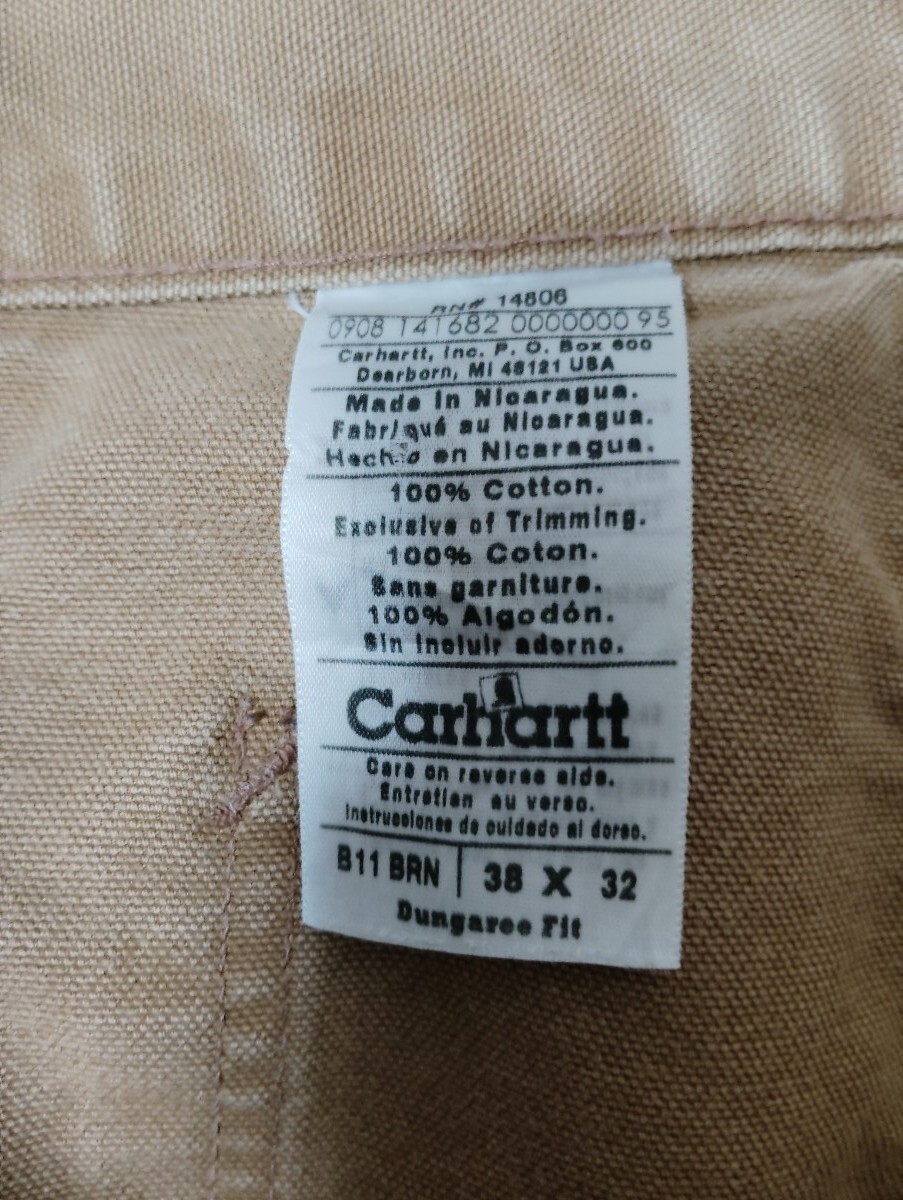 RN# 14806
0908 141682 0000000 95
Carhartt, Inc. P. O. Box 600
Dearborn, MI 48121 USA
Made in Nicaragua.
Fabriqué au Nicaragua.
Hecho en Nicaragua.
100% Cotton.
Exclusive of Trimming.
100% Coton.
Sans garniture.
100% Algodón.
Sin incluir adorno.
Carhartt
Care on reverse side.
Entretien au verso.
Instrucciones de cuidado al dorso.
B11 BRN 38 X 32
Dungaree Fit